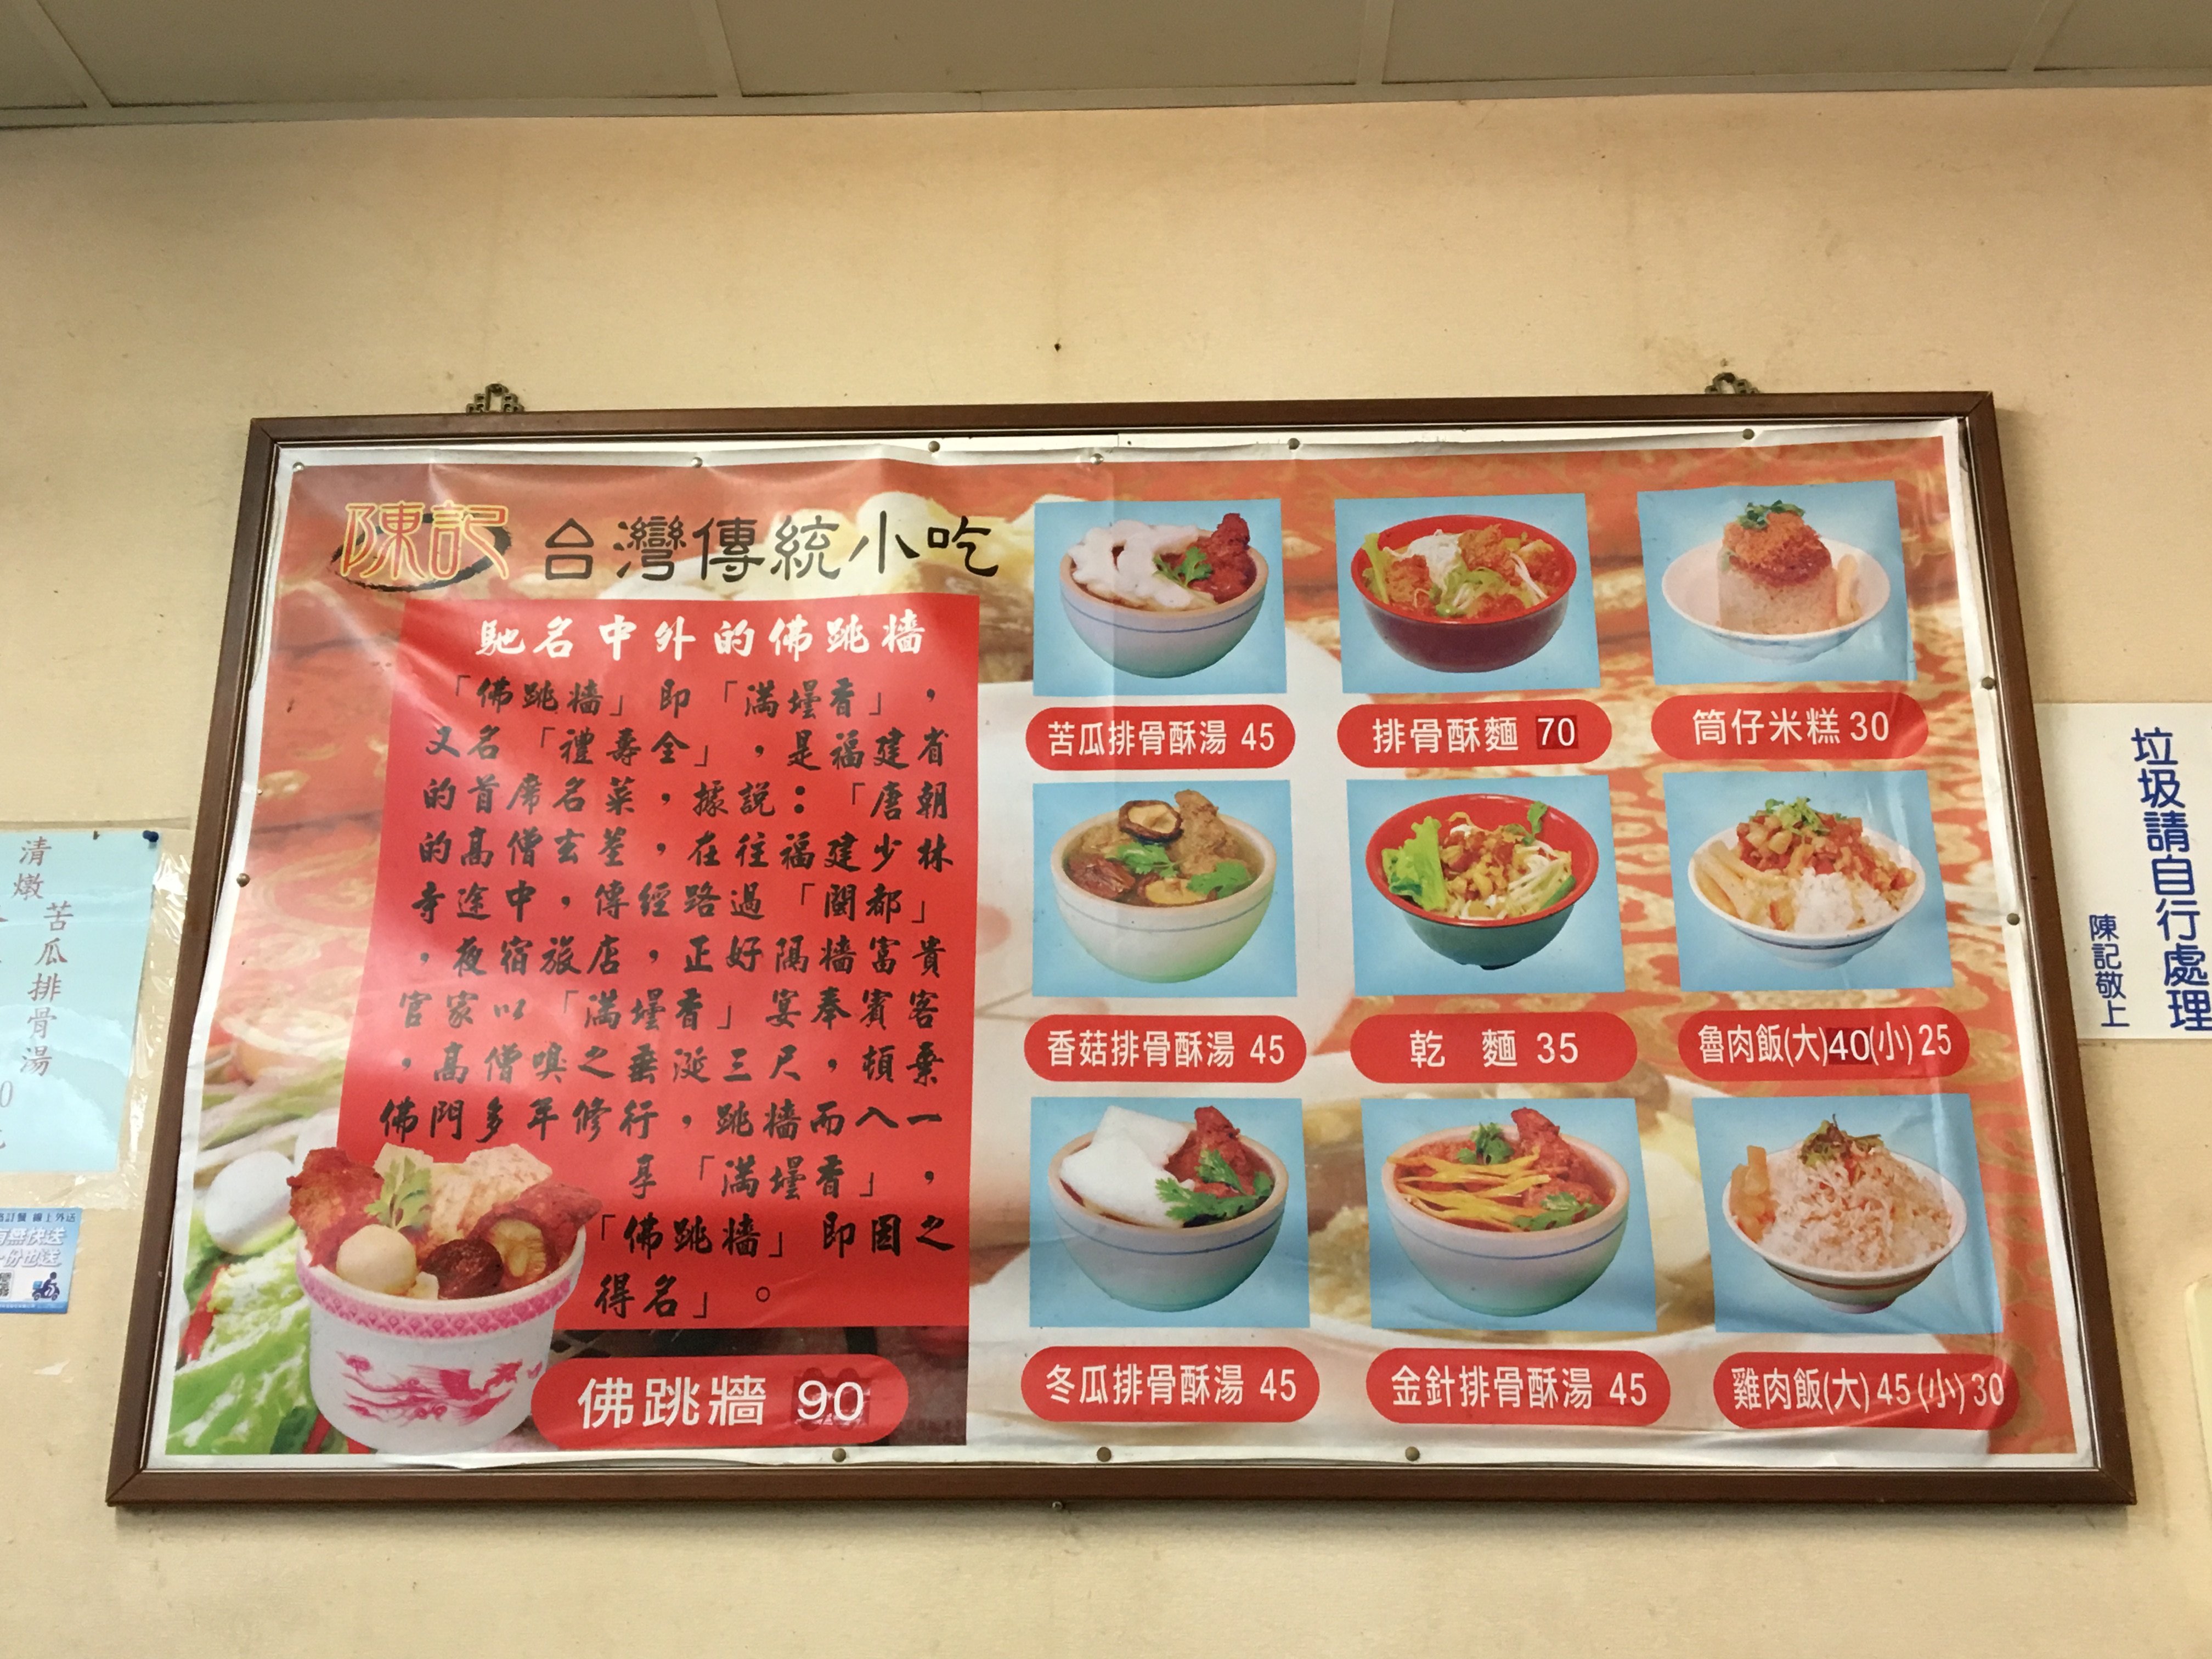 陳記 台灣傳統小吃
馳名中外的佛跳牆
「佛跳牆」即「滿壜香」，
又名「禮壽全」，是福建省
的首席名菜，據說：「唐朝
的高僧玄荃，在往福建少林
寺途中，傳經路過「閩都」
，夜宿旅店，正好隔牆富貴
官家以「滿壜香」宴奉賓客
，高僧嗅之垂涎三尺，頓棄
佛門多年修行，跳牆而入一
享「滿壜香」，
「佛跳牆」即因之
得名」。
佛跳牆 90
苦瓜排骨酥湯 45
排骨酥麵 70
筒仔米糕 30
香菇排骨酥湯 45
乾 麵 35
魯肉飯(大)40(小)25
冬瓜排骨酥湯 45
金針排骨酥湯 45
雞肉飯(大)45(小)30
垃圾請自行處理
陳記敬上
清燉
苦瓜排骨湯